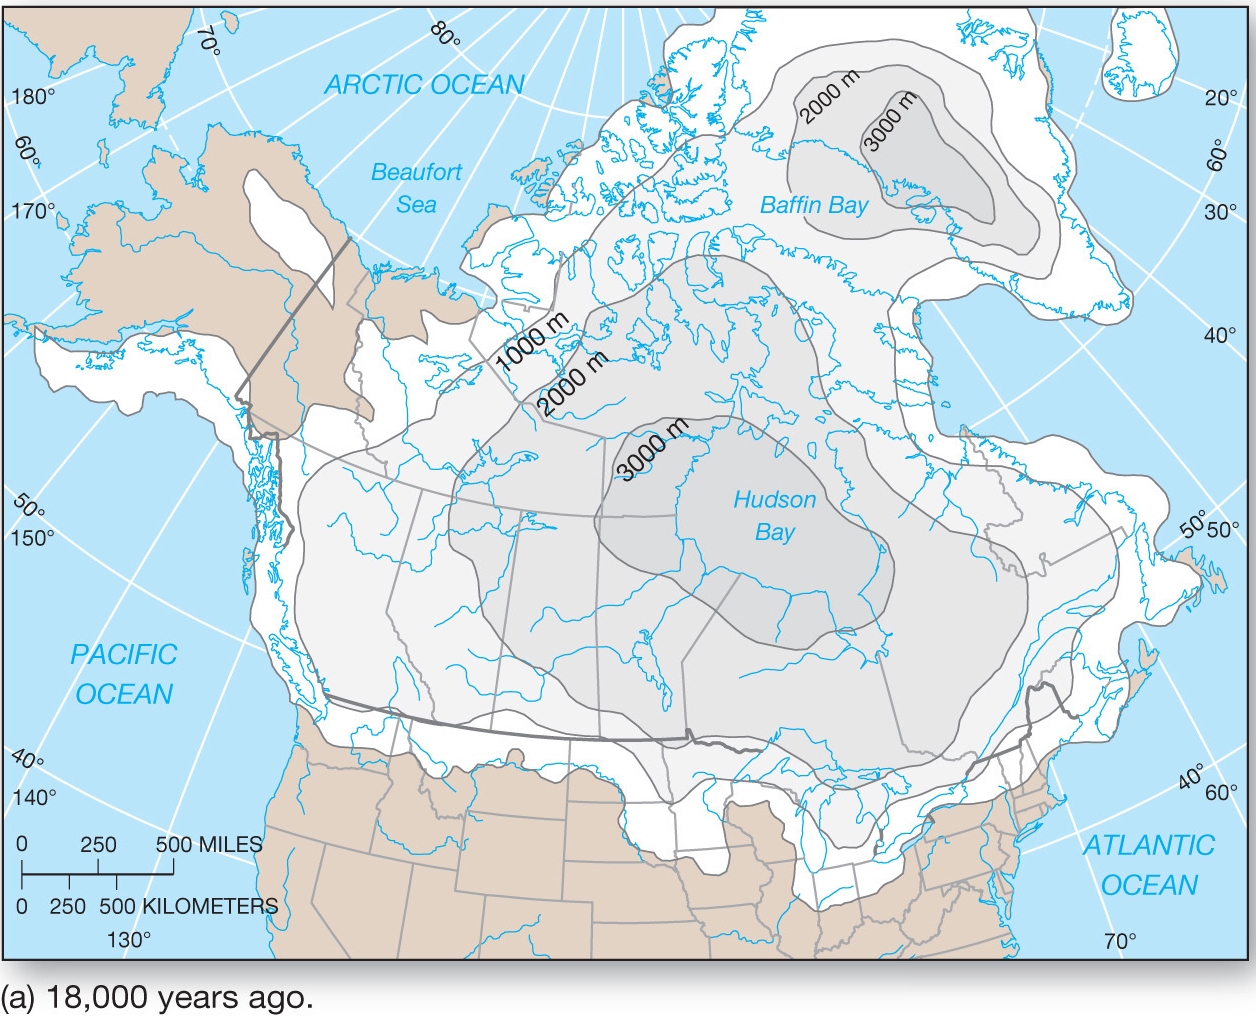 70°
80°
ARCTIC OCEAN
180°
20°
2000 m
3000 m
60°
60°
Beaufort
Sea
170°
Baffin Bay
30°
1000 m
2000 m
40°
3000 m
Hudson
Bay
50°
150°
50°
50°
PACIFIC
OCEAN
40°
140°
40°
60°
0 250 500 MILES
0 250 500 KILOMETERS
ATLANTIC
OCEAN
130°
70°
(a) 18,000 years ago.